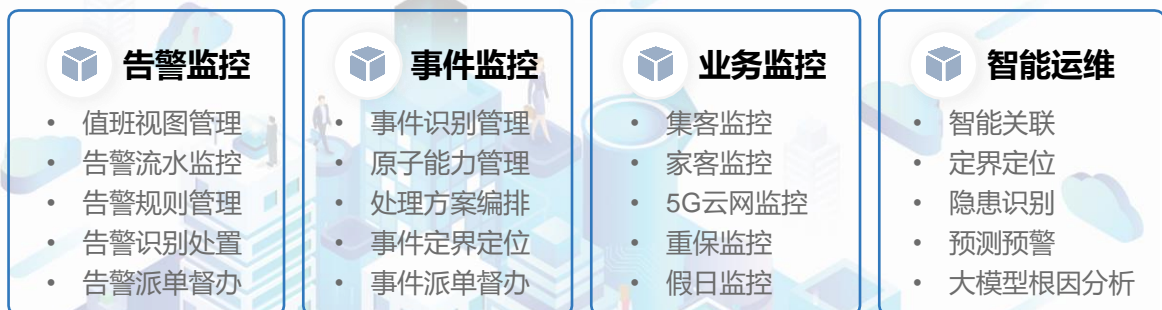 告警监控
• 值班视图管理
• 告警流水监控
• 告警规则管理
• 告警识别处置
• 告警派单督办
事件监控
• 事件识别管理
• 原子能力管理
• 处理方案编排
• 事件定界定位
• 事件派单督办
业务监控
• 集客监控
• 家客监控
• 5G云网监控
• 重保监控
• 假日监控
智能运维
• 智能关联
• 定界定位
• 隐患识别
• 预测预警
• 大模型根因分析